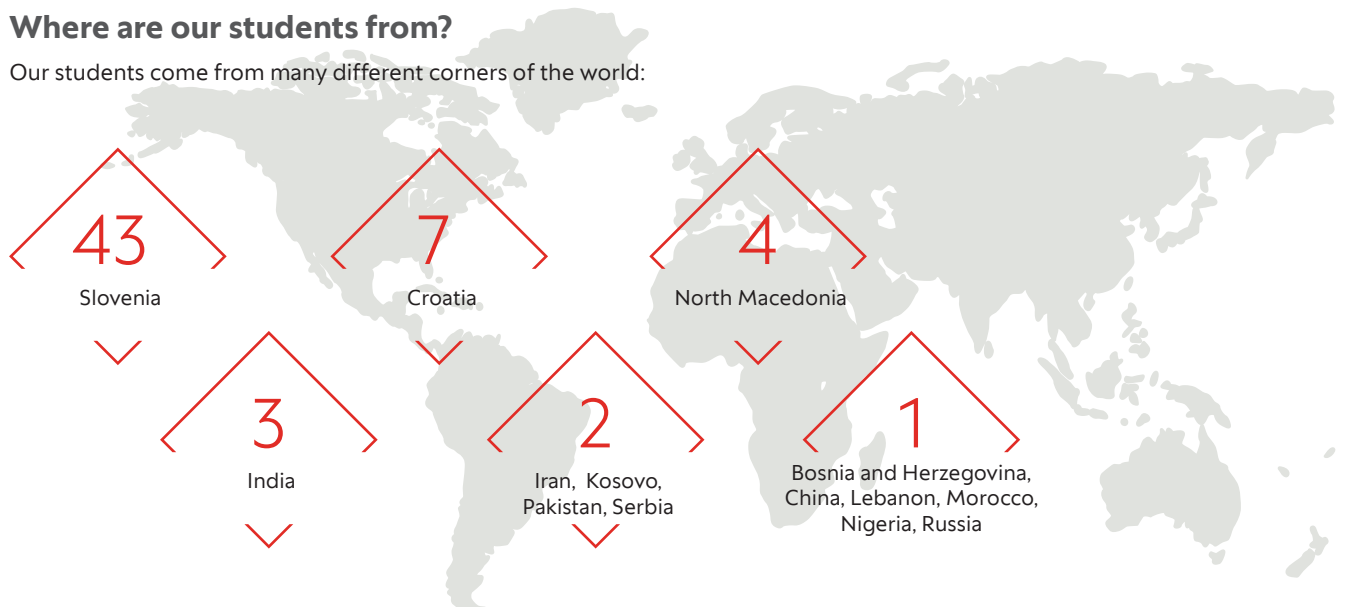 Where are our students from?
Our students come from many different corners of the world:
43
Slovenia
7
Croatia
4
North Macedonia
3
India
2
Iran,  Kosovo,
Pakistan, Serbia
1
Bosnia and Herzegovina,
China, Lebanon, Morocco,
Nigeria, Russia